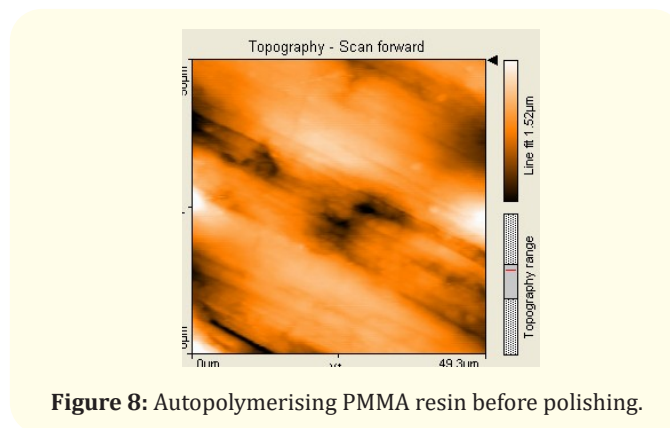 Topography - Scan forward
Line fit 1.52µm
Topography range
0µm
49.3µm
Figure 8: Autopolymerising PMMA resin before polishing.